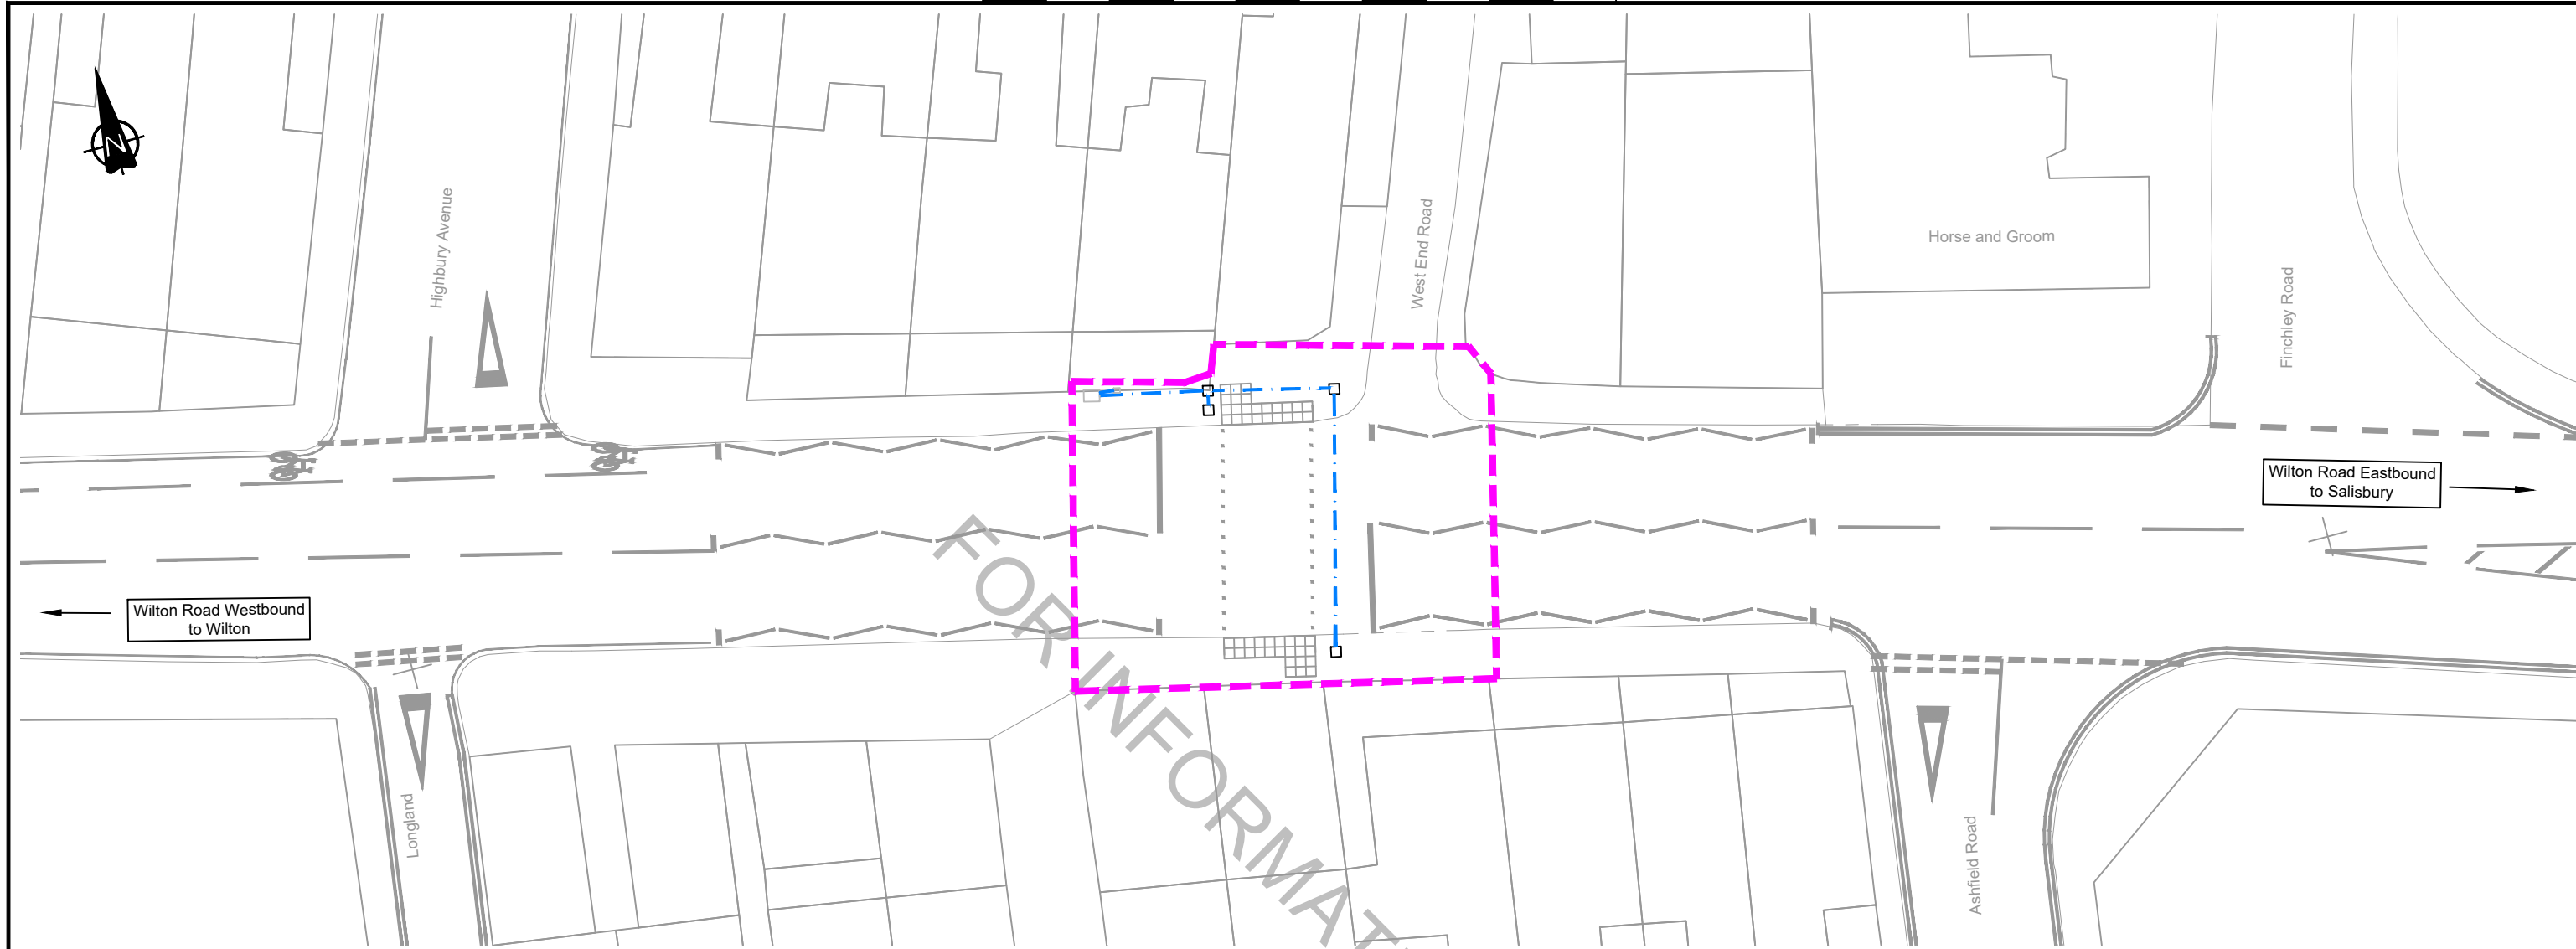 N
Highbury Avenue
West End Road
Horse and Groom
Finchley Road
Wilton Road Eastbound
to Salisbury
Wilton Road Westbound
to Wilton
Longland
Ashfield Road
FOR INFORMAT